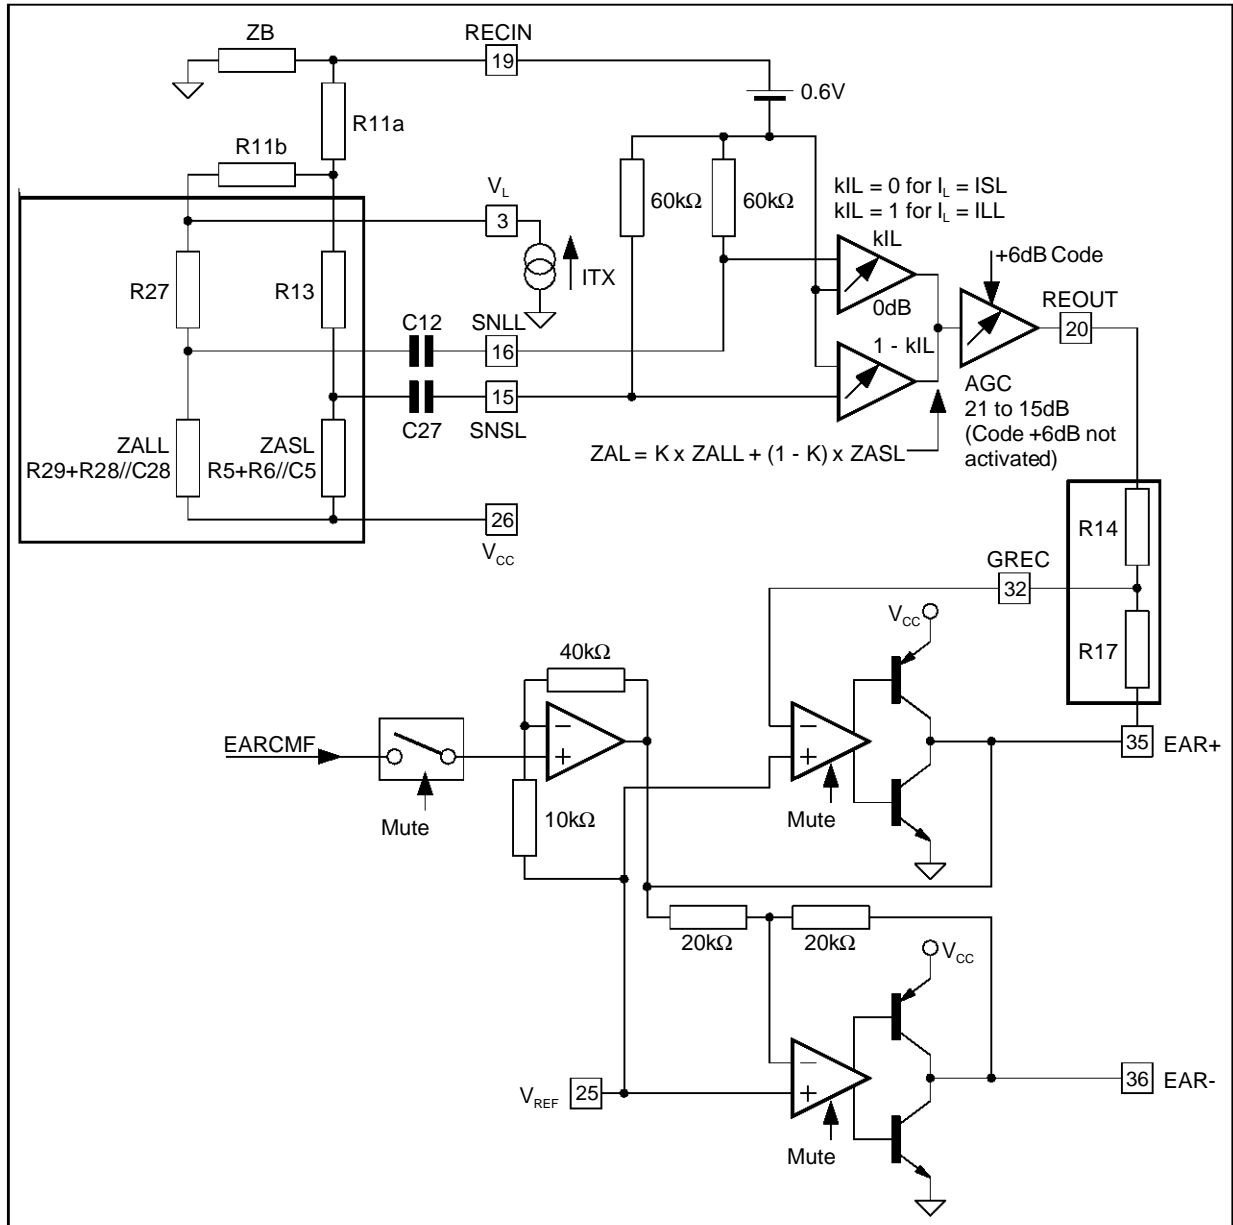 ZB
RECIN
19
0.6V
R11a
R11b
V_L
3
60kΩ
60kΩ
kIL = 0 for I_L = ISL
kIL = 1 for I_L = ILL
kIL
+6dB Code
R27
R13
ITX
0dB
REOUT
20
C12
SNLL
16
1 - kIL
15
C27
SNSL
AGC
21 to 15dB
(Code +6dB not
activated)
ZALL
R29+R28//C28
ZASL
R5+R6//C5
ZAL = K x ZALL + (1 - K) x ZASL
26
V_CC
R14
GREC
32
V_CC
R17
40kΩ
−
+
EARCMF
Mute
10kΩ
−
+
Mute
35
EAR+
20kΩ
20kΩ
V_CC
−
+
V_REF
25
Mute
36
EAR-